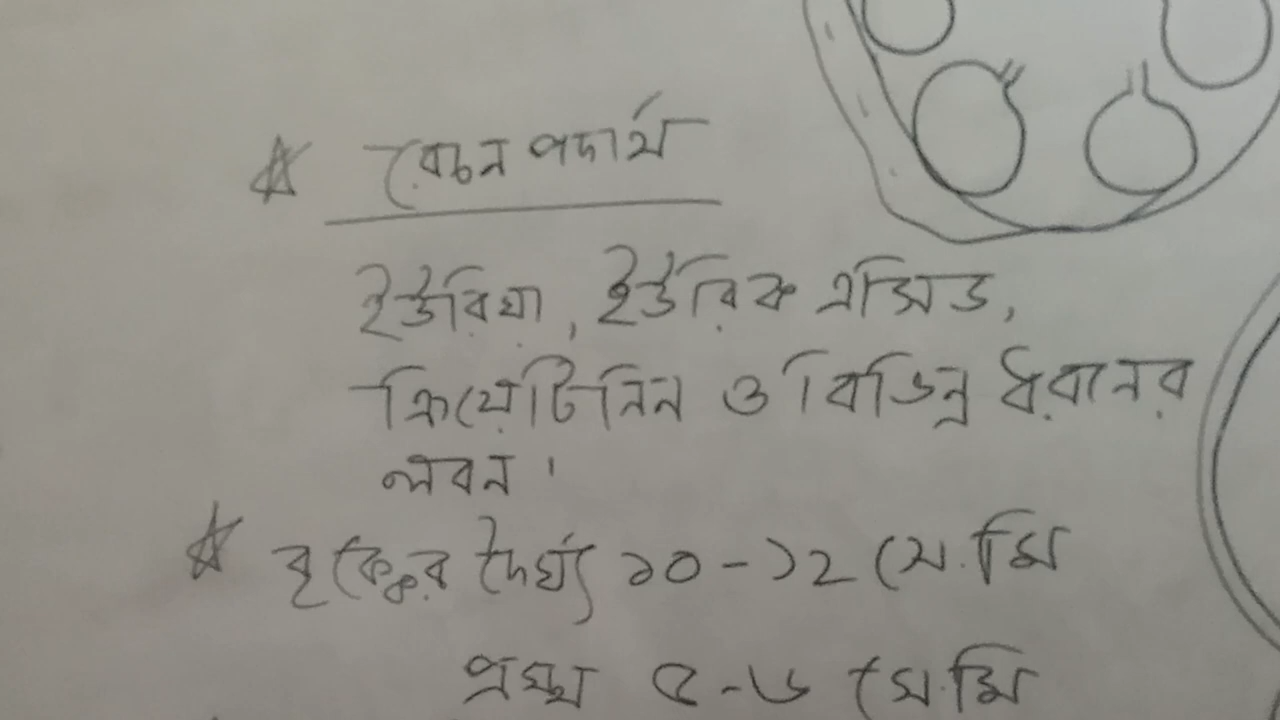 ★ রেচন পদার্থ
ইউরিয়া, ইউরিক এসিড,
ক্রিয়েটিনিন ও বিভিন্ন ধরনের
লবন ।
★ বৃক্কের দৈর্ঘ্য ১০-১২ সে.মি
প্রস্থ ৫-৬ সে.মি